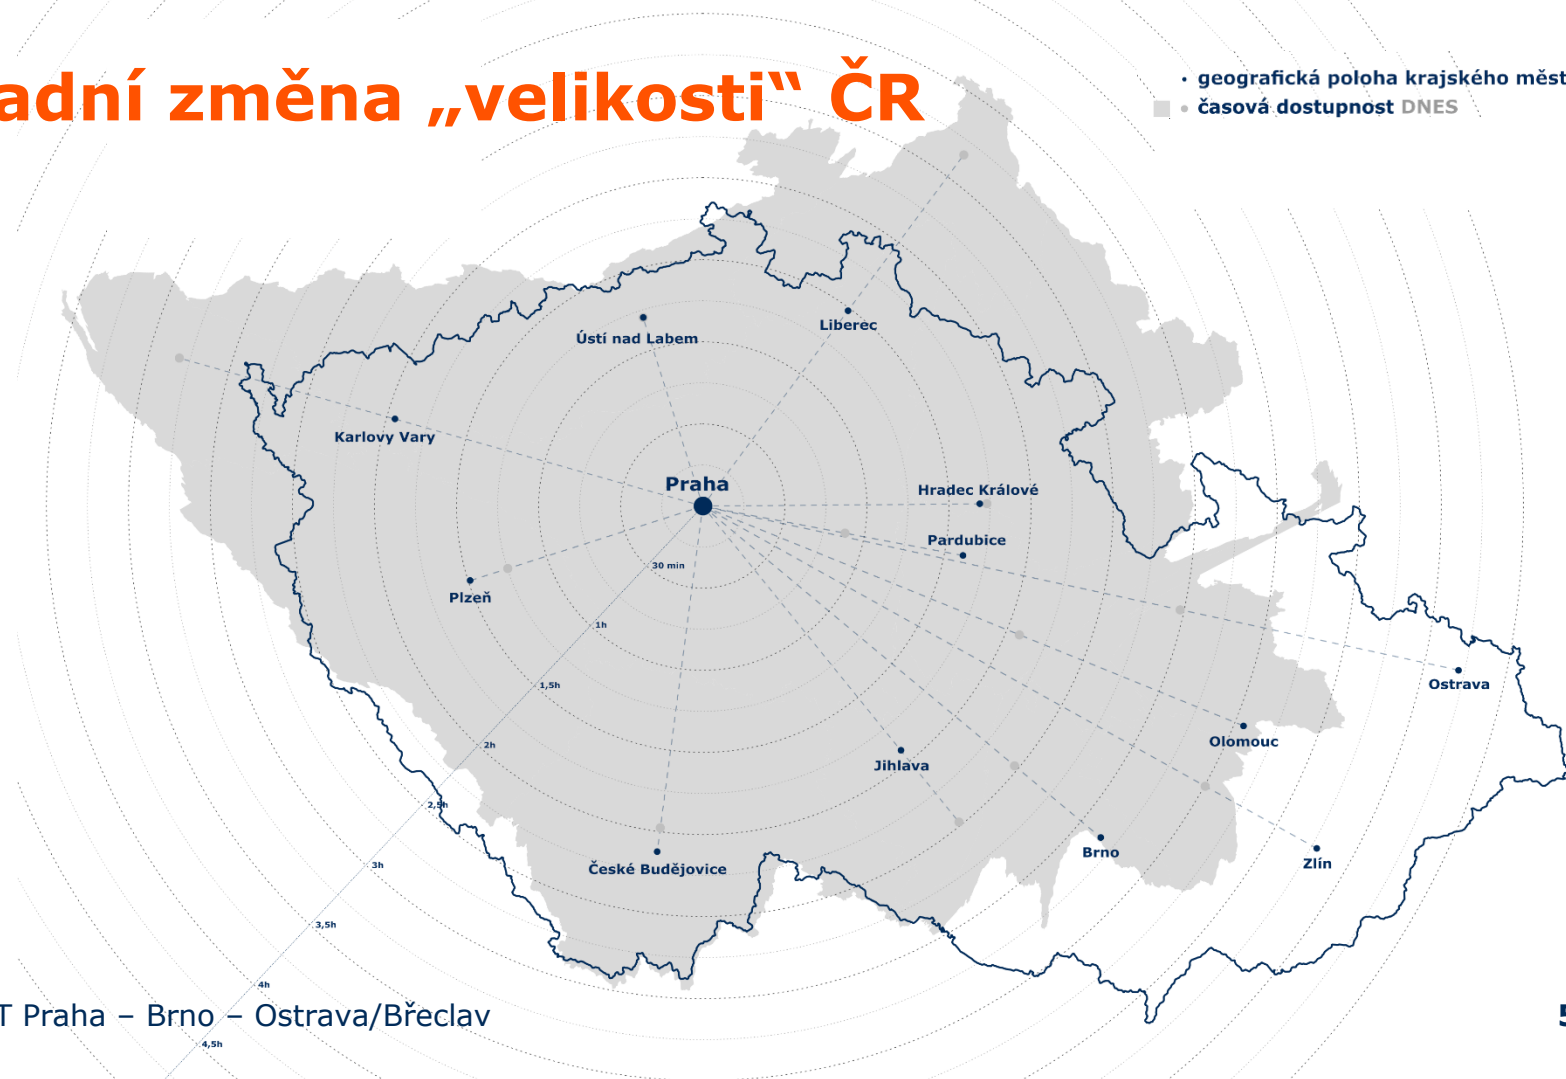 adní změna „velikosti“ ČR
• geografická poloha krajského měst
• časová dostupnost DNES
Ústí nad Labem
Liberec
Karlovy Vary
Praha
Hradec Králové
Pardubice
30 min
Plzeň
1h
1,5h
Ostrava
2h
Olomouc
Jihlava
2,5h
Brno
Zlín
3h
České Budějovice
3,5h
4h
T Praha – Brno – Ostrava/Břeclav
5
4,5h